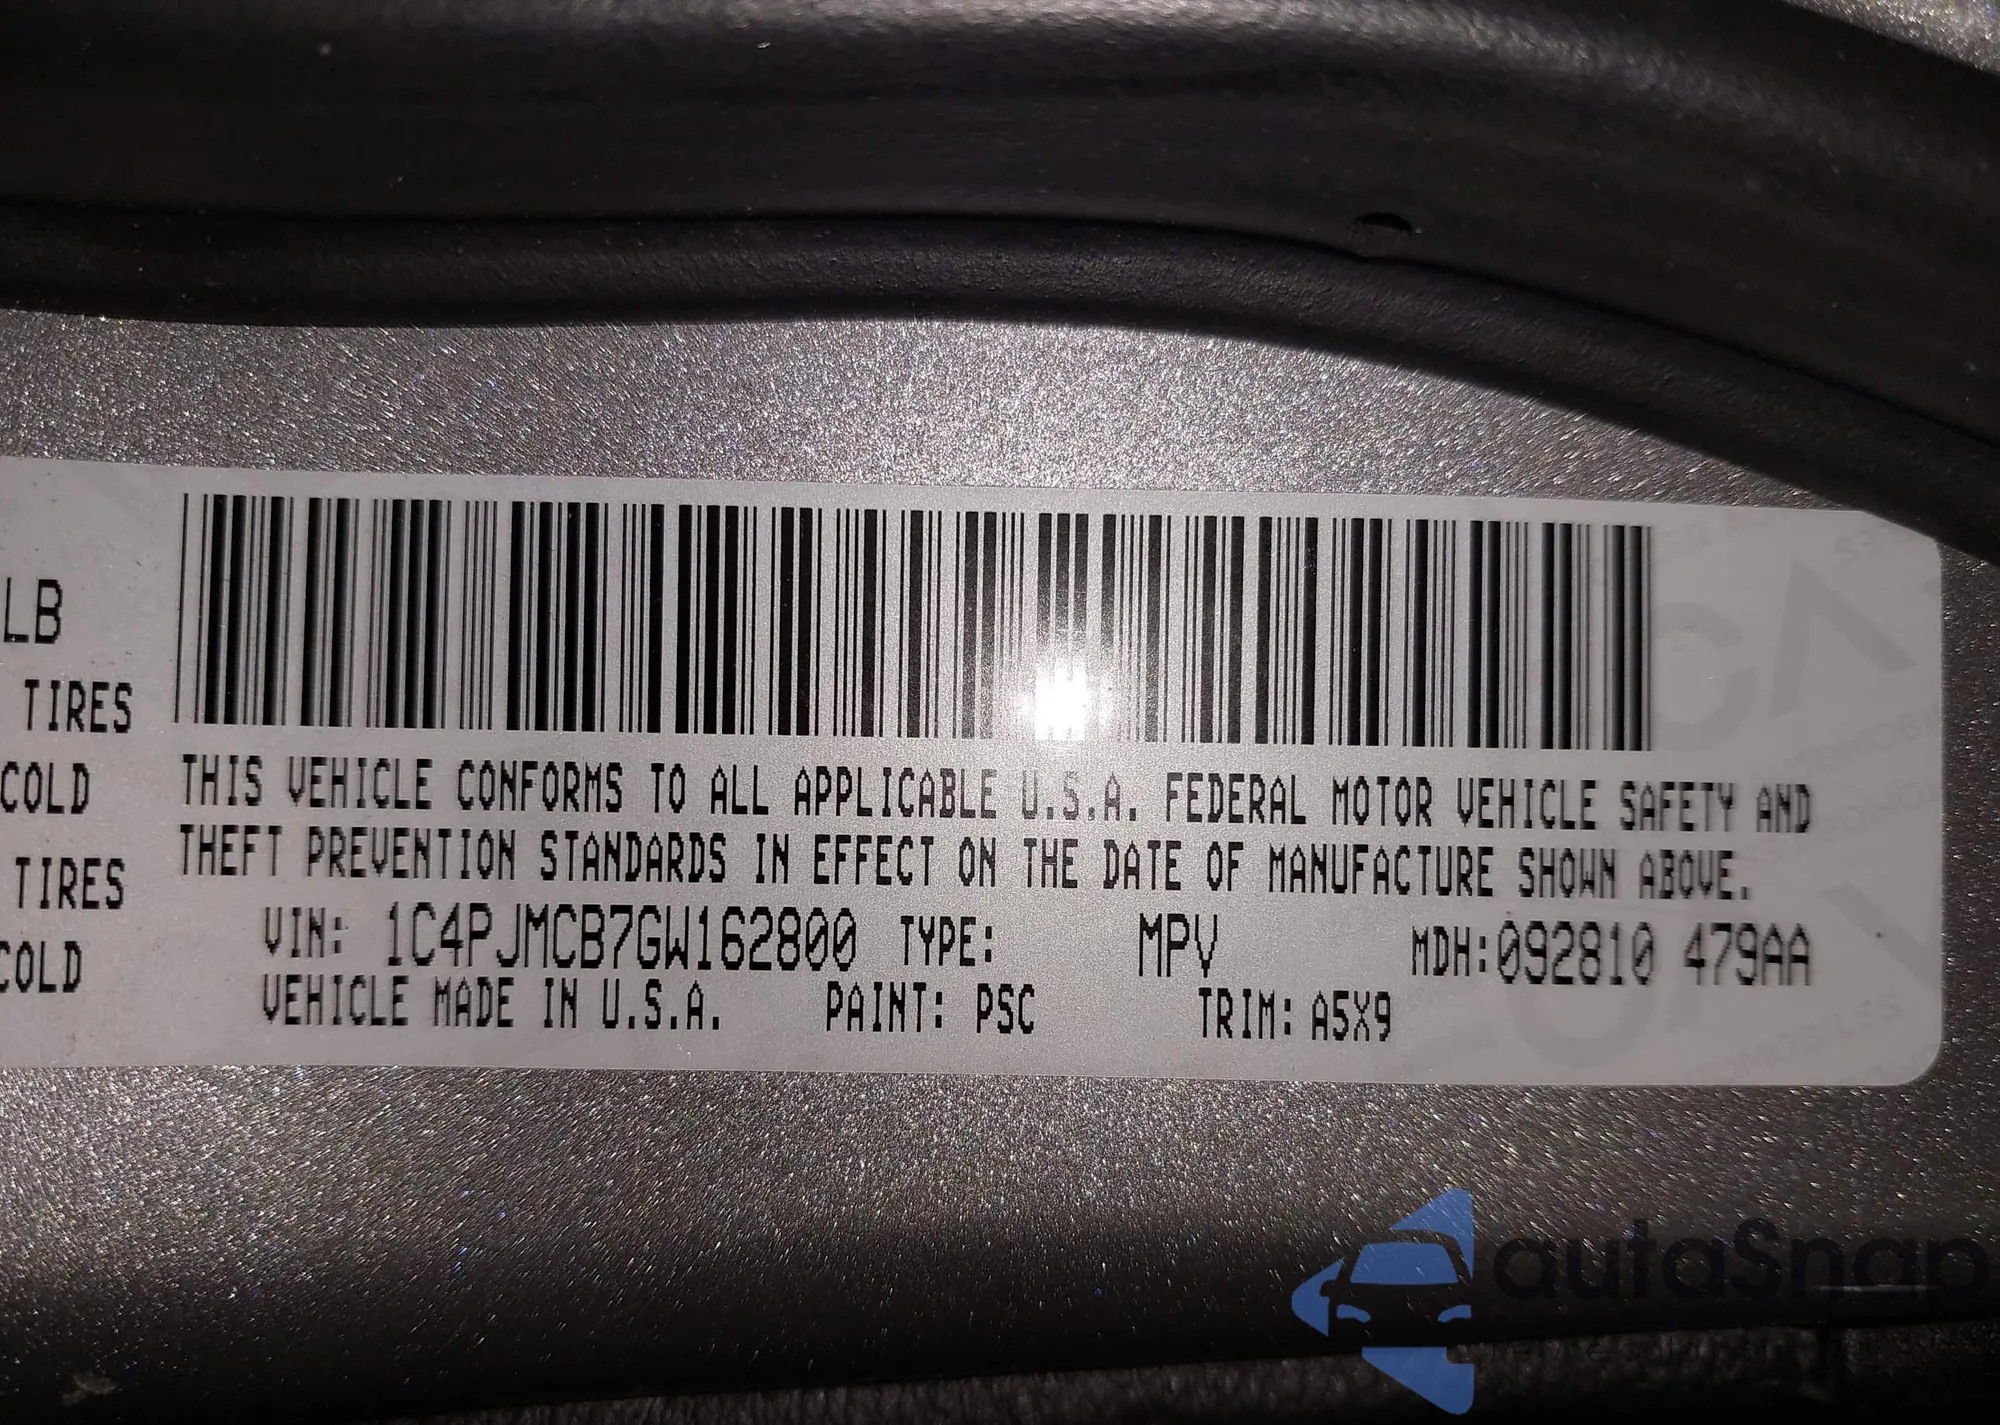 LB
TIRES
COLD
TIRES
COLD
THIS VEHICLE CONFORMS TO ALL APPLICABLE U.S.A. FEDERAL MOTOR VEHICLE SAFETY AND
THEFT PREVENTION STANDARDS IN EFFECT ON THE DATE OF MANUFACTURE SHOWN ABOVE.
VIN: 1C4PJMCB7GW162800 TYPE: MPV MDH:092810 479AA
VEHICLE MADE IN U.S.A. PAINT: PSC TRIM: A5X9
autaSnap